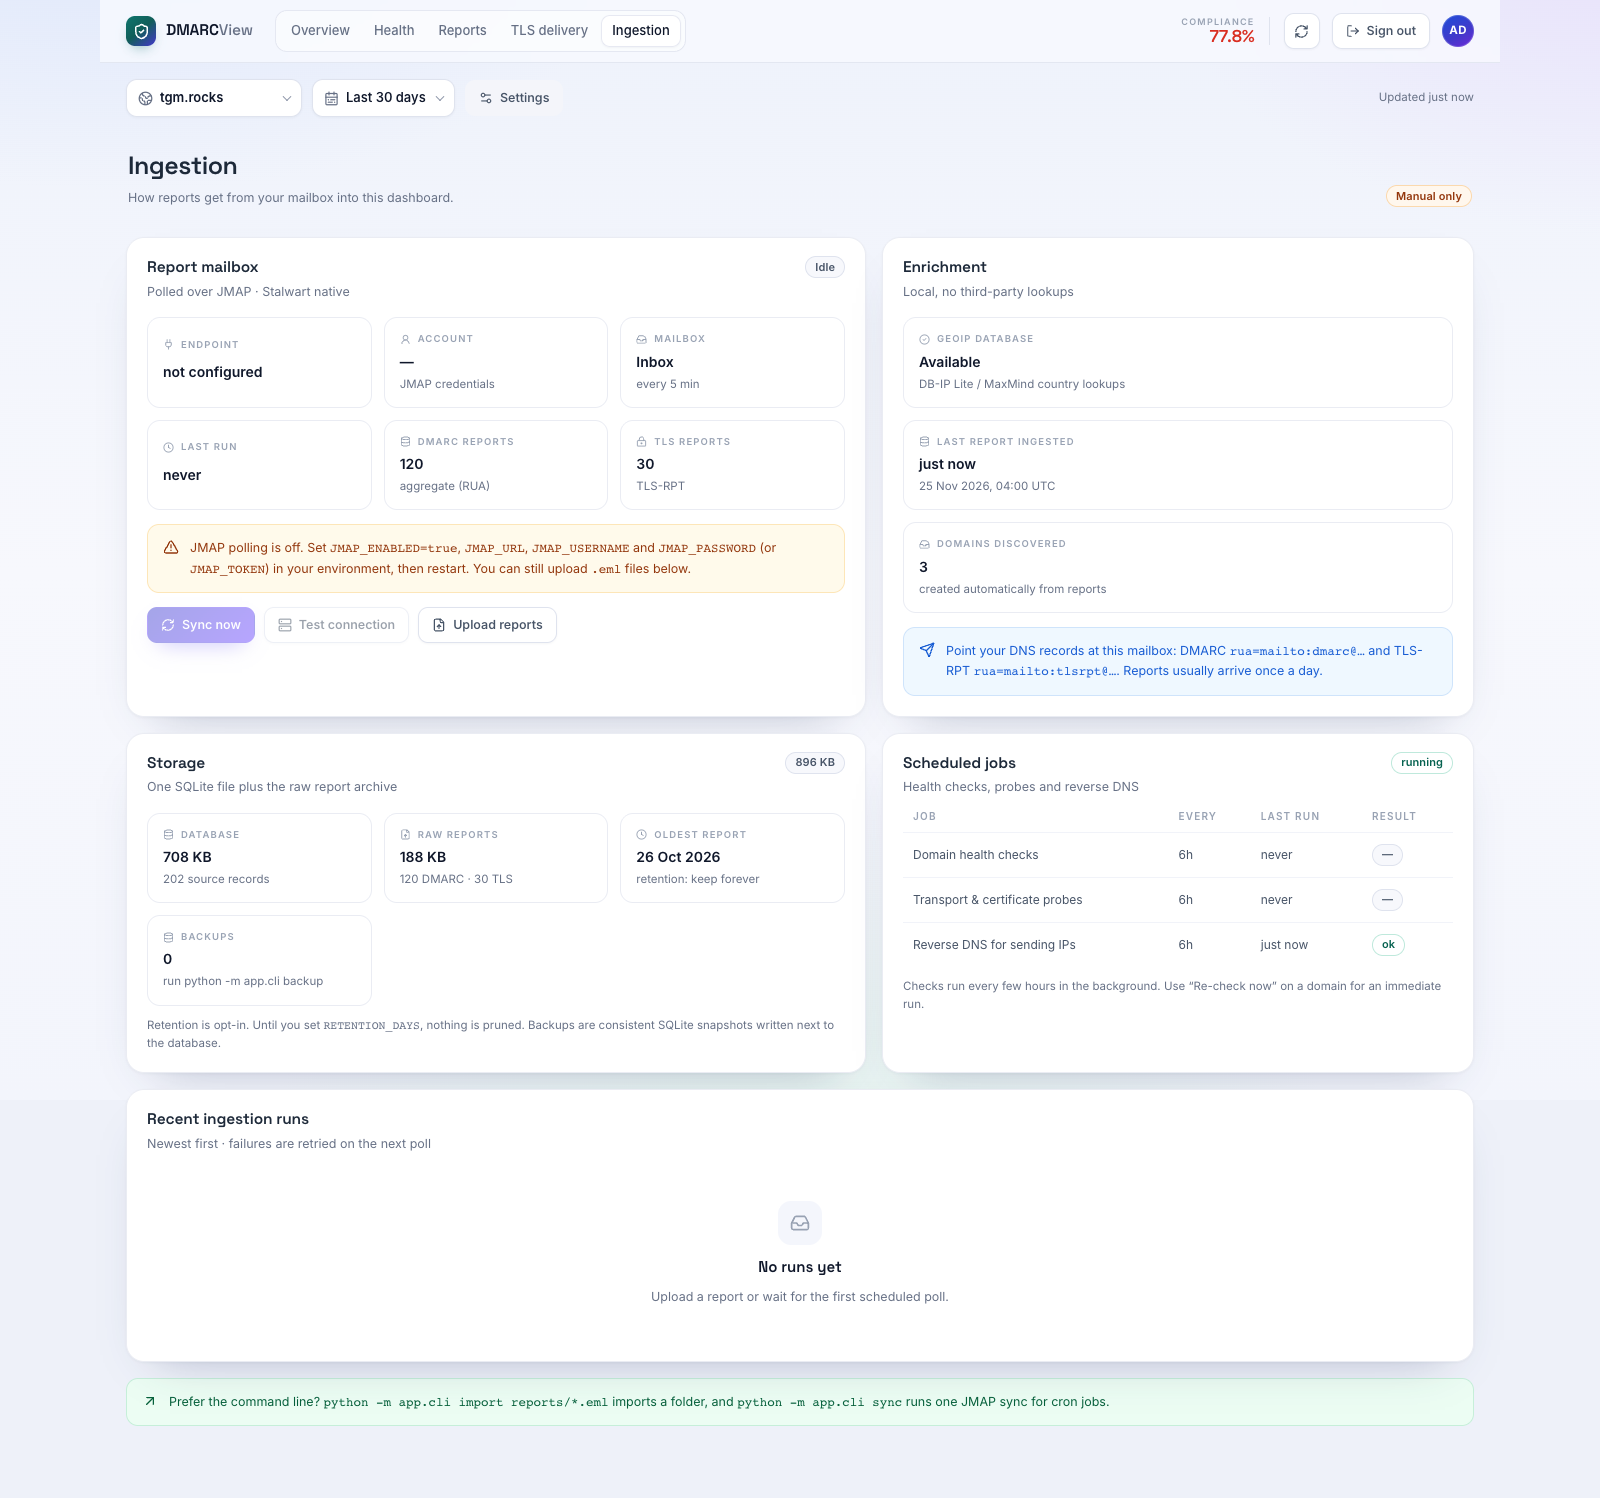 DMARCView
Overview
Health
Reports
TLS delivery
Ingestion
COMPLIANCE
77.8%
Sign out
AD
tgm.rocks
Last 30 days
Settings
Updated just now
Ingestion
How reports get from your mailbox into this dashboard.
Manual only
Report mailbox
Idle
Polled over JMAP · Stalwart native
ENDPOINT
not configured
ACCOUNT
—
JMAP credentials
MAILBOX
Inbox
every 5 min
LAST RUN
never
DMARC REPORTS
120
aggregate (RUA)
TLS REPORTS
30
TLS-RPT
JMAP polling is off. Set JMAP_ENABLED=true, JMAP_URL, JMAP_USERNAME and JMAP_PASSWORD (or
JMAP_TOKEN) in your environment, then restart. You can still upload .eml files below.
Sync now
Test connection
Upload reports
Enrichment
Local, no third-party lookups
GEOIP DATABASE
Available
DB-IP Lite / MaxMind country lookups
LAST REPORT INGESTED
just now
25 Nov 2026, 04:00 UTC
DOMAINS DISCOVERED
3
created automatically from reports
Point your DNS records at this mailbox: DMARC rua=mailto:dmarc@… and TLS-
RPT rua=mailto:tlsrpt@…. Reports usually arrive once a day.
Storage
896 KB
One SQLite file plus the raw report archive
DATABASE
708 KB
202 source records
RAW REPORTS
188 KB
120 DMARC · 30 TLS
OLDEST REPORT
26 Oct 2026
retention: keep forever
BACKUPS
0
run python -m app.cli backup
Retention is opt-in. Until you set RETENTION_DAYS, nothing is pruned. Backups are consistent SQLite snapshots written next to
the database.
Scheduled jobs
running
Health checks, probes and reverse DNS
JOB EVERY LAST RUN RESULT
Domain health checks 6h never —
Transport & certificate probes 6h never —
Reverse DNS for sending IPs 6h just now ok
Checks run every few hours in the background. Use “Re-check now” on a domain for an immediate
run.
Recent ingestion runs
Newest first · failures are retried on the next poll
No runs yet
Upload a report or wait for the first scheduled poll.
Prefer the command line? python -m app.cli import reports/*.eml imports a folder, and python -m app.cli sync runs one JMAP sync for cron jobs.